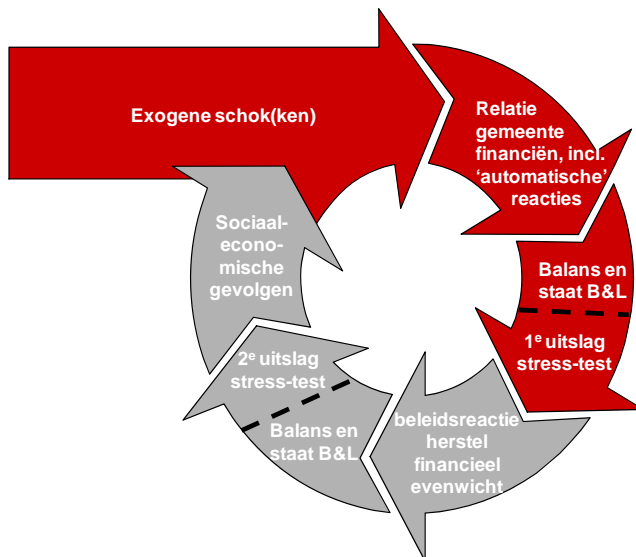 Exogene schok(ken)
Relatie
gemeente
financiën, incl.
‘automatische’
reacties
Balans en
staat B&L
1e uitslag
stress-test
beleidsreactie
herstel
financieel
evenwicht
Balans en
staat B&L
2e uitslag
stress-test
Sociaal-
econo-
mische
gevolgen